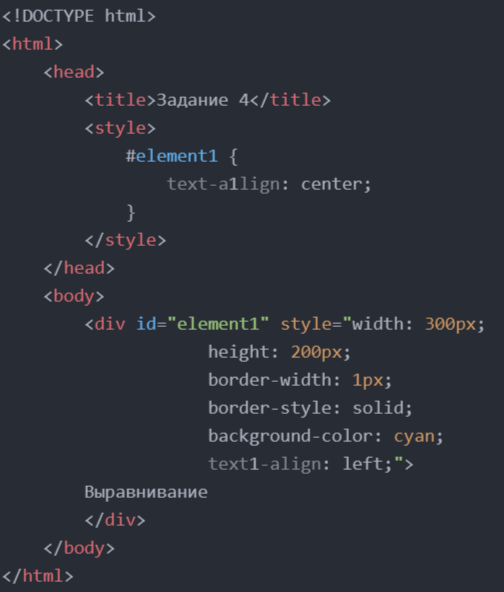 <!DOCTYPE html>
<html>
    <head>
        <title>Задание 4</title>
        <style>
            #element1 {
                text-a1lign: center;
            }
        </style>
    </head>
    <body>
        <div id="element1" style="width: 300px;
                    height: 200px;
                    border-width: 1px;
                    border-style: solid;
                    background-color: cyan;
                    text1-align: left;">
        Выравнивание
        </div>
    </body>
</html>